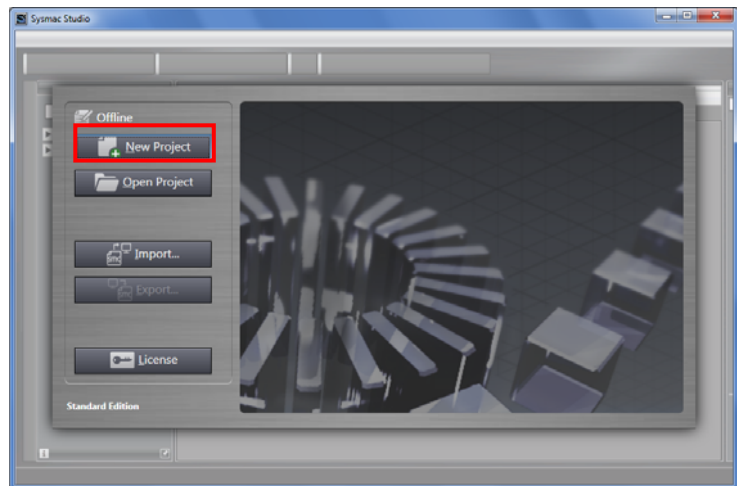 Sysmac Studio
Offline
New Project
Open Project
Import...
Export...
License
Standard Edition